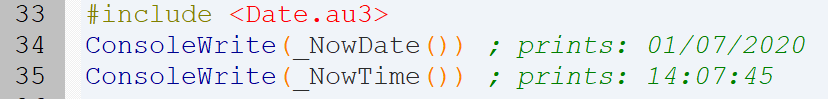 33 #include <Date.au3>
34 ConsoleWrite(_NowDate()) ; prints: 01/07/2020
35 ConsoleWrite(_NowTime()) ; prints: 14:07:45